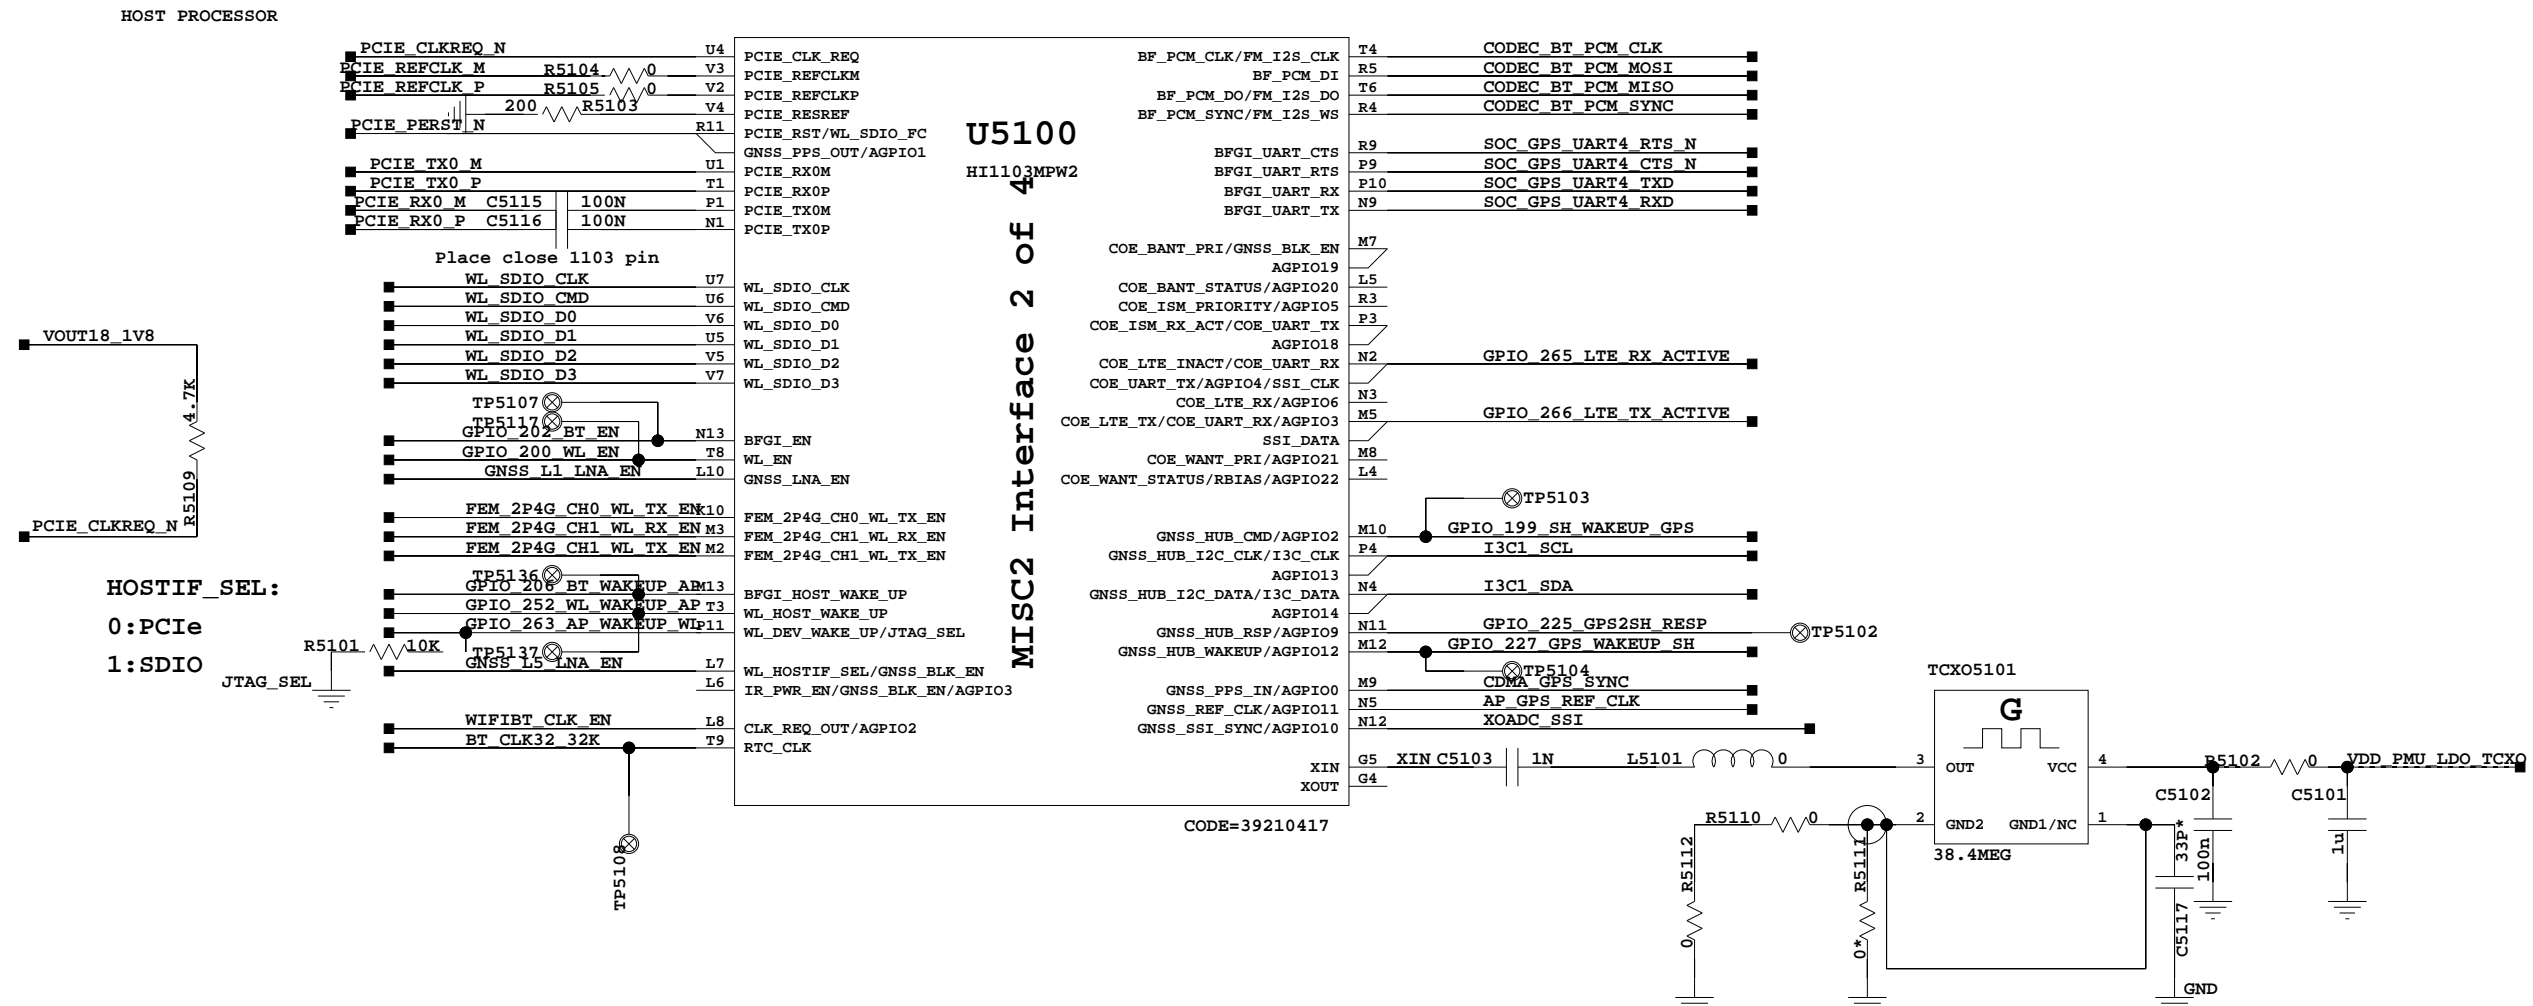 HOST PROCESSOR
PCIE_CLKREQ_N U4 PCIE_CLK_REQ
PCIE_REFCLK_M R5104 0 V3 PCIE_REFCLKM
PCIE_REFCLK_P R5105 0 V2 PCIE_REFCLKP
200 R5103 V4 PCIE_RESREF
PCIE_PERST_N R11 PCIE_RST/WL_SDIO_FC
GNSS_PPS_OUT/AGPIO1
PCIE_TX0_M U1 PCIE_RX0M
PCIE_TX0_P T1 PCIE_RX0P
PCIE_RX0_M C5115 100N P1 PCIE_TX0M
PCIE_RX0_P C5116 100N N1 PCIE_TX0P
Place close 1103 pin
WL_SDIO_CLK U7 WL_SDIO_CLK
WL_SDIO_CMD U6 WL_SDIO_CMD
WL_SDIO_D0 V6 WL_SDIO_D0
WL_SDIO_D1 U5 WL_SDIO_D1
WL_SDIO_D2 V5 WL_SDIO_D2
WL_SDIO_D3 V7 WL_SDIO_D3
TP5107
TP5117
GPIO_202_BT_EN N13 BFGI_EN
GPIO_200_WL_EN T8 WL_EN
GNSS_L1_LNA_EN L10 GNSS_LNA_EN
FEM_2P4G_CH0_WL_TX_EN K10 FEM_2P4G_CH0_WL_TX_EN
FEM_2P4G_CH1_WL_RX_EN M3 FEM_2P4G_CH1_WL_RX_EN
FEM_2P4G_CH1_WL_TX_EN M2 FEM_2P4G_CH1_WL_TX_EN
TP5136
GPIO_206_BT_WAKEUP_AP M13 BFGI_HOST_WAKE_UP
GPIO_252_WL_WAKEUP_AP T3 WL_HOST_WAKE_UP
GPIO_263_AP_WAKEUP_WL P11 WL_DEV_WAKE_UP/JTAG_SEL
R5101 10K
TP5137
GNSS_L5_LNA_EN L7 WL_HOSTIF_SEL/GNSS_BLK_EN
JTAG_SEL
L6 IR_PWR_EN/GNSS_BLK_EN/AGPIO3
WIFIBT_CLK_EN L8 CLK_REQ_OUT/AGPIO2
BT_CLK32_32K T9 RTC_CLK
TP5108
VOUT18_1V8
4.7K
R5109
PCIE_CLKREQ_N
HOSTIF_SEL:
0:PCIe
1:SDIO
U5100
HI1103MPW2
MISC2 Interface 2 of 4
BF_PCM_CLK/FM_I2S_CLK T4 CODEC_BT_PCM_CLK
BF_PCM_DI R5 CODEC_BT_PCM_MOSI
BF_PCM_DO/FM_I2S_DO T6 CODEC_BT_PCM_MISO
BF_PCM_SYNC/FM_I2S_WS R4 CODEC_BT_PCM_SYNC
BFGI_UART_CTS R9 SOC_GPS_UART4_RTS_N
BFGI_UART_RTS P9 SOC_GPS_UART4_CTS_N
BFGI_UART_RX P10 SOC_GPS_UART4_TXD
BFGI_UART_TX N9 SOC_GPS_UART4_RXD
COE_BANT_PRI/GNSS_BLK_EN M7
AGPIO19
COE_BANT_STATUS/AGPIO20 L5
COE_ISM_PRIORITY/AGPIO5 R3
COE_ISM_RX_ACT/COE_UART_TX P3
AGPIO18
COE_LTE_INACT/COE_UART_RX N2 GPIO_265_LTE_RX_ACTIVE
COE_UART_TX/AGPIO4/SSI_CLK
COE_LTE_RX/AGPIO6 N3
COE_LTE_TX/COE_UART_RX/AGPIO3 M5 GPIO_266_LTE_TX_ACTIVE
SSI_DATA
COE_WANT_PRI/AGPIO21 M8
COE_WANT_STATUS/RBIAS/AGPIO22 L4
TP5103
GNSS_HUB_CMD/AGPIO2 M10 GPIO_199_SH_WAKEUP_GPS
GNSS_HUB_I2C_CLK/I3C_CLK P4 I3C1_SCL
AGPIO13
GNSS_HUB_I2C_DATA/I3C_DATA N4 I3C1_SDA
AGPIO14
GNSS_HUB_RSP/AGPIO9 N11 GPIO_225_GPS2SH_RESP TP5102
GNSS_HUB_WAKEUP/AGPIO12 M12 GPIO_227_GPS_WAKEUP_SH
TP5104
GNSS_PPS_IN/AGPIO0 M9 CDMA_GPS_SYNC
GNSS_REF_CLK/AGPIO11 N5 AP_GPS_REF_CLK
GNSS_SSI_SYNC/AGPIO10 N12 XOADC_SSI
XIN G5 XIN C5103 1N L5101 0
XOUT G4
CODE=39210417
TCXO5101
G
3 OUT VCC 4
2 GND2 GND1/NC 1
38.4MEG
R5102 0 VDD_PMU_LDO_TCXO
C5102 C5101
100n
1u
33P*
C5117
R5110 0
R5112
0
R5111
0*
GND